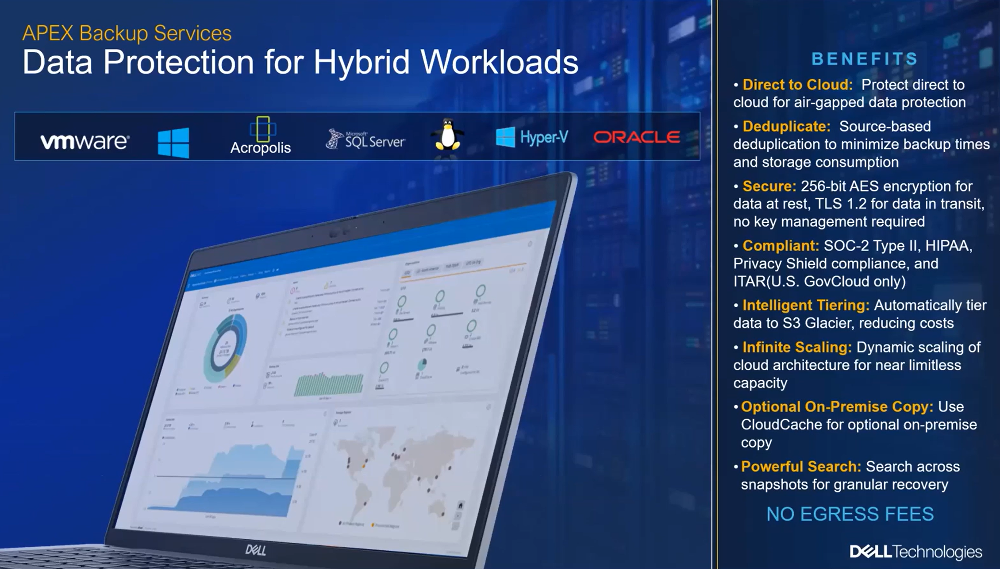 APEX Backup Services
Data Protection for Hybrid Workloads
vmware®
Acropolis
Microsoft®
SQL Server
Hyper-V
ORACLE
DELL
BENEFITS
• Direct to Cloud: Protect direct to
cloud for air-gapped data protection
• Deduplicate: Source-based
deduplication to minimize backup times
and storage consumption
• Secure: 256-bit AES encryption for
data at rest, TLS 1.2 for data in transit,
no key management required
• Compliant: SOC-2 Type II, HIPAA,
Privacy Shield compliance, and
ITAR(U.S. GovCloud only)
• Intelligent Tiering: Automatically tier
data to S3 Glacier, reducing costs
• Infinite Scaling: Dynamic scaling of
cloud architecture for near limitless
capacity
• Optional On-Premise Copy: Use
CloudCache for optional on-premise
copy
• Powerful Search: Search across
snapshots for granular recovery
NO EGRESS FEES
DELL Technologies